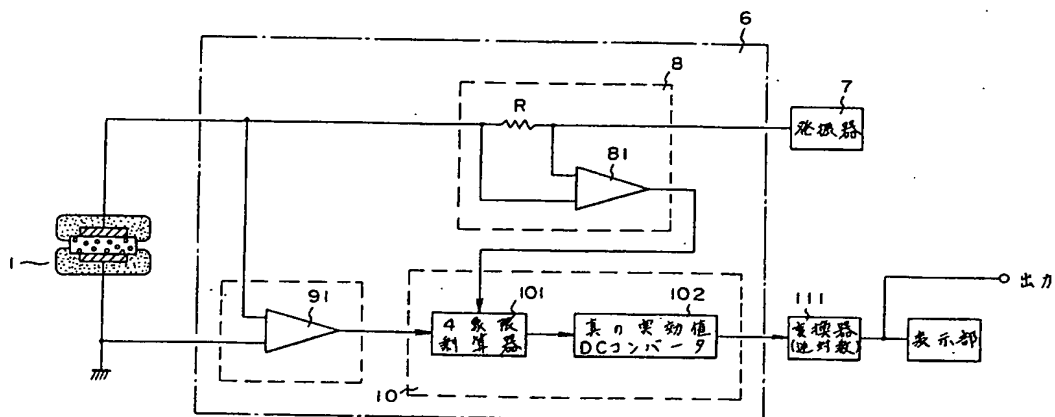 6
8
7
R
発振器
81
1
出力
91
101
102
111
4象限
割算器
真の実効値
DCコンバータ
変換器
(逆対数)
表示部
10